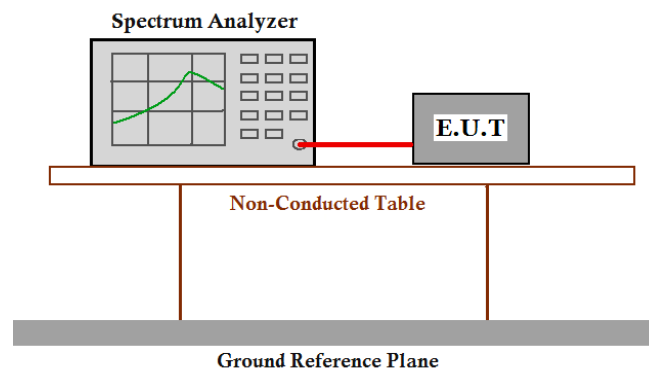 Spectrum Analyzer
E.U.T
Non-Conducted Table
Ground Reference Plane